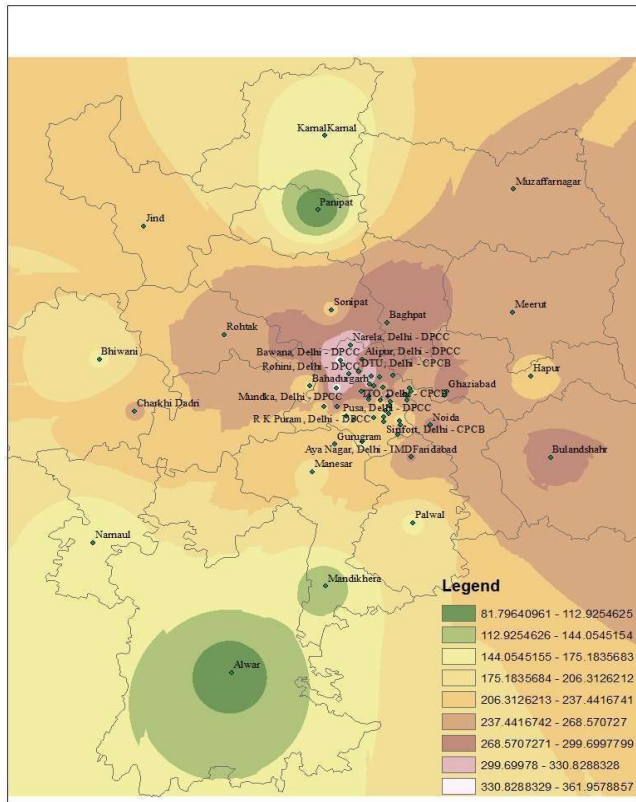 KarnalKarnal
Panipat
Muzaffarnagar
Jind
Sonipat
Baghpat
Meerut
Rohtak
Narela, Delhi - DPCC
Bawana, Delhi - DPCC
Alipur, Delhi - DPCC
Rohini, Delhi - DPCC
DTU, Delhi - CPCB
Bhiwani
Hapur
Bahadurgarh
Ghaziabad
Mundka, Delhi - DPCC
ITO, Delhi - CPCB
Charkhi Dadri
Pusa, Delhi - DPCC
R K Puram, Delhi - DPCC
Noida
Sirifort, Delhi - CPCB
Gurugram
Aya Nagar, Delhi - IMD
Faridabad
Bulandshahr
Manesar
Palwal
Narnaul
Mandikhera
Alwar
Legend
81.79640961 - 112.9254625
112.9254626 - 144.0545154
144.0545155 - 175.1835683
175.1835684 - 206.3126212
206.3126213 - 237.4416741
237.4416742 - 268.570727
268.5707271 - 299.6997799
299.69978 - 330.8288328
330.8288329 - 361.9578857